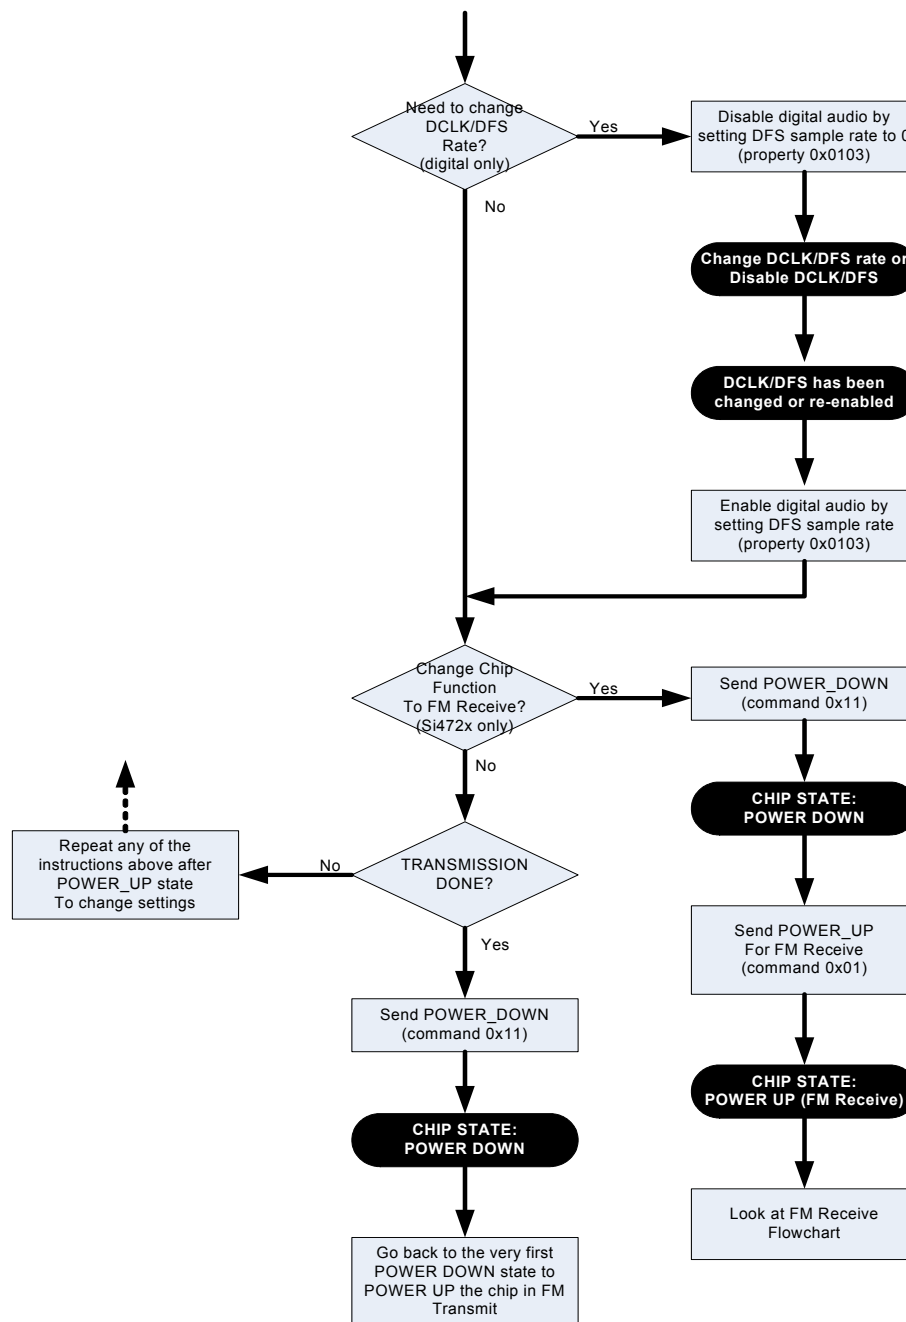 Need to change
DCLK/DFS
Rate?
(digital only)
Yes
No
Disable digital audio by
setting DFS sample rate to 0
(property 0x0103)
Change DCLK/DFS rate or
Disable DCLK/DFS
DCLK/DFS has been
changed or re-enabled
Enable digital audio by
setting DFS sample rate
(property 0x0103)
Change Chip
Function
To FM Receive?
(Si472x only)
Yes
No
Send POWER_DOWN
(command 0x11)
CHIP STATE:
POWER DOWN
Send POWER_UP
For FM Receive
(command 0x01)
CHIP STATE:
POWER UP (FM Receive)
Look at FM Receive
Flowchart
TRANSMISSION
DONE?
No
Yes
Repeat any of the
instructions above after
POWER_UP state
To change settings
Send POWER_DOWN
(command 0x11)
CHIP STATE:
POWER DOWN
Go back to the very first
POWER DOWN state to
POWER UP the chip in FM
Transmit